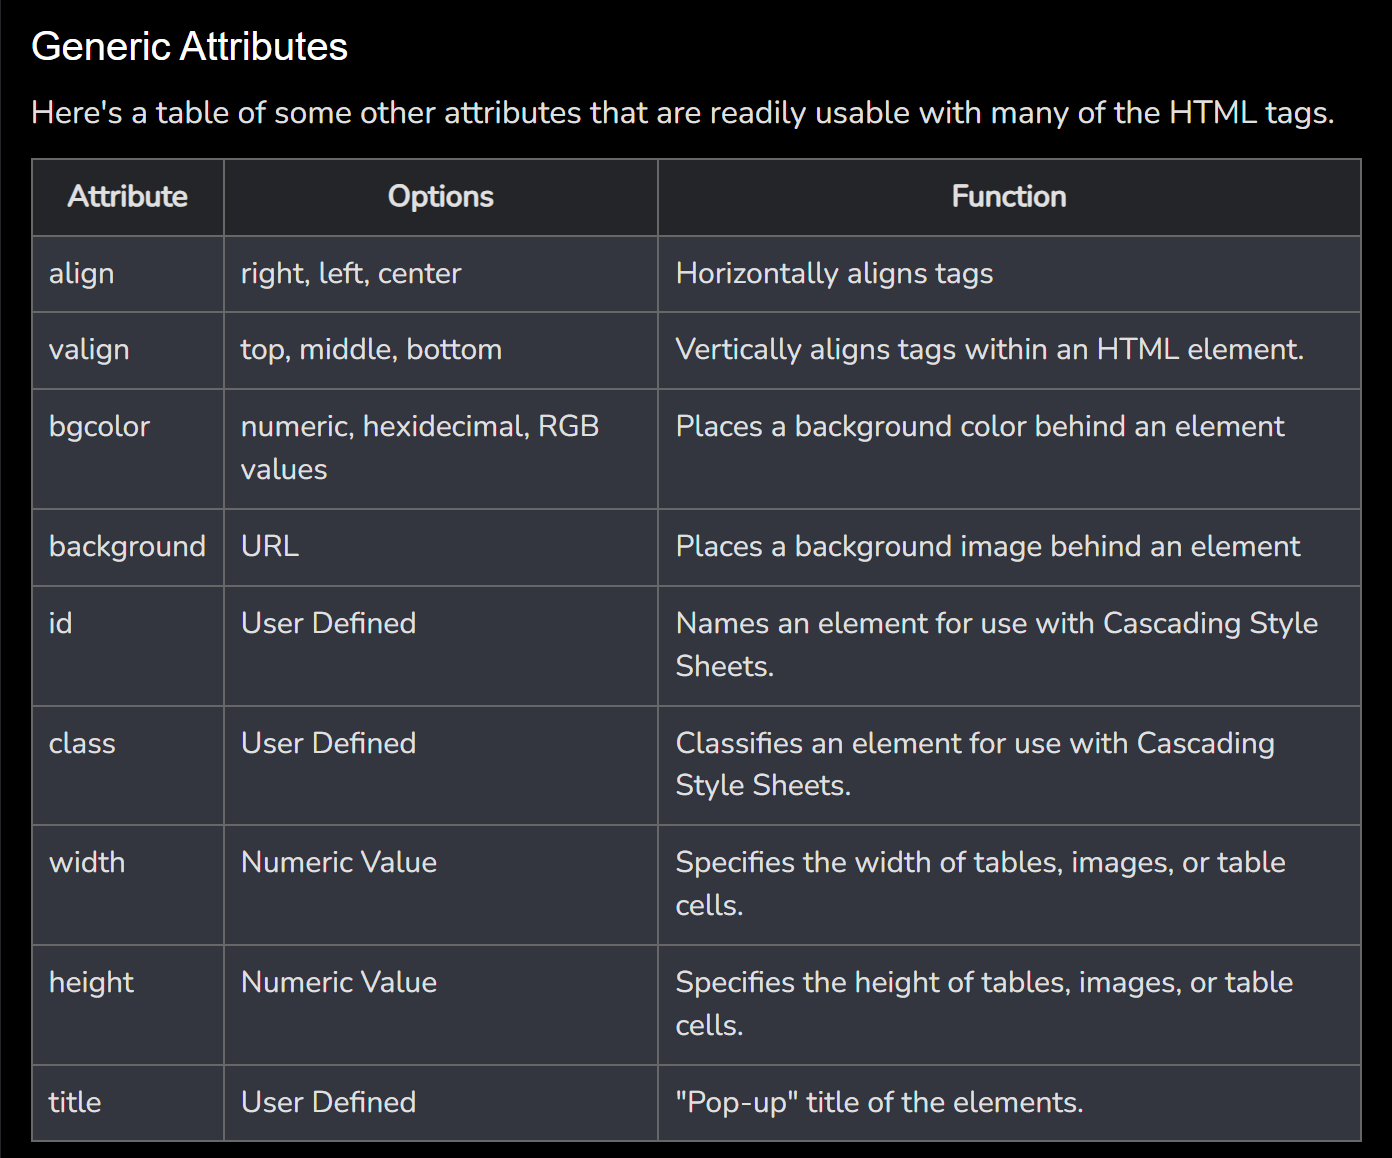 Generic Attributes
Here's a table of some other attributes that are readily usable with many of the HTML tags.
Attribute Options Function
align right, left, center Horizontally aligns tags
valign top, middle, bottom Vertically aligns tags within an HTML element.
bgcolor numeric, hexidecimal, RGB Places a background color behind an element
values
background URL Places a background image behind an element
id User Defined Names an element for use with Cascading Style
Sheets.
class User Defined Classifies an element for use with Cascading
Style Sheets.
width Numeric Value Specifies the width of tables, images, or table
cells.
height Numeric Value Specifies the height of tables, images, or table
cells.
title User Defined "Pop-up" title of the elements.